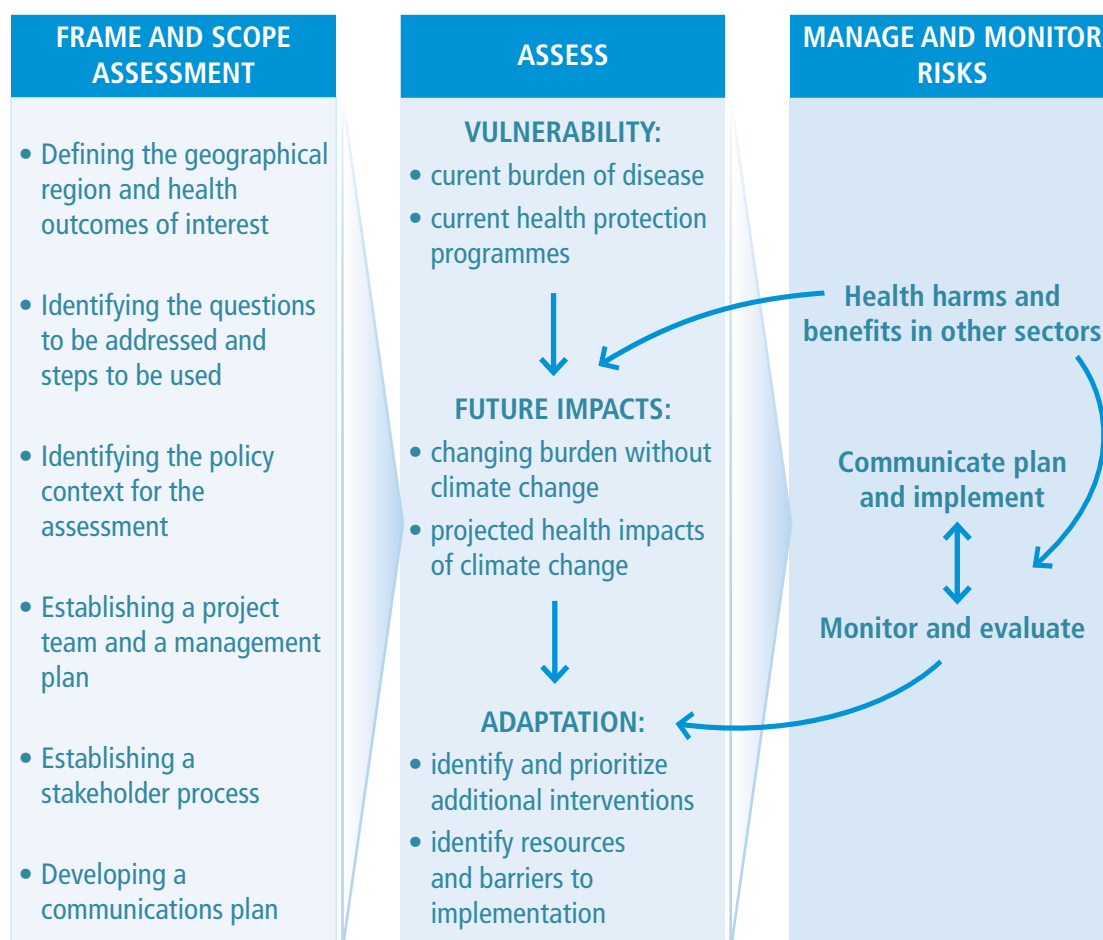 FRAME AND SCOPE
ASSESSMENT
• Defining the geographical
region and health
outcomes of interest
• Identifying the questions
to be addressed and
steps to be used
• Identifying the policy
context for the
assessment
• Establishing a project
team and a management
plan
• Establishing a
stakeholder process
• Developing a
communications plan
ASSESS
VULNERABILITY:
• curent burden of disease
• current health protection
programmes
FUTURE IMPACTS:
• changing burden without
climate change
• projected health impacts
of climate change
ADAPTATION:
• identify and prioritize
additional interventions
• identify resources
and barriers to
implementation
MANAGE AND MONITOR
RISKS
Health harms and
benefits in other sectors
Communicate plan
and implement
Monitor and evaluate